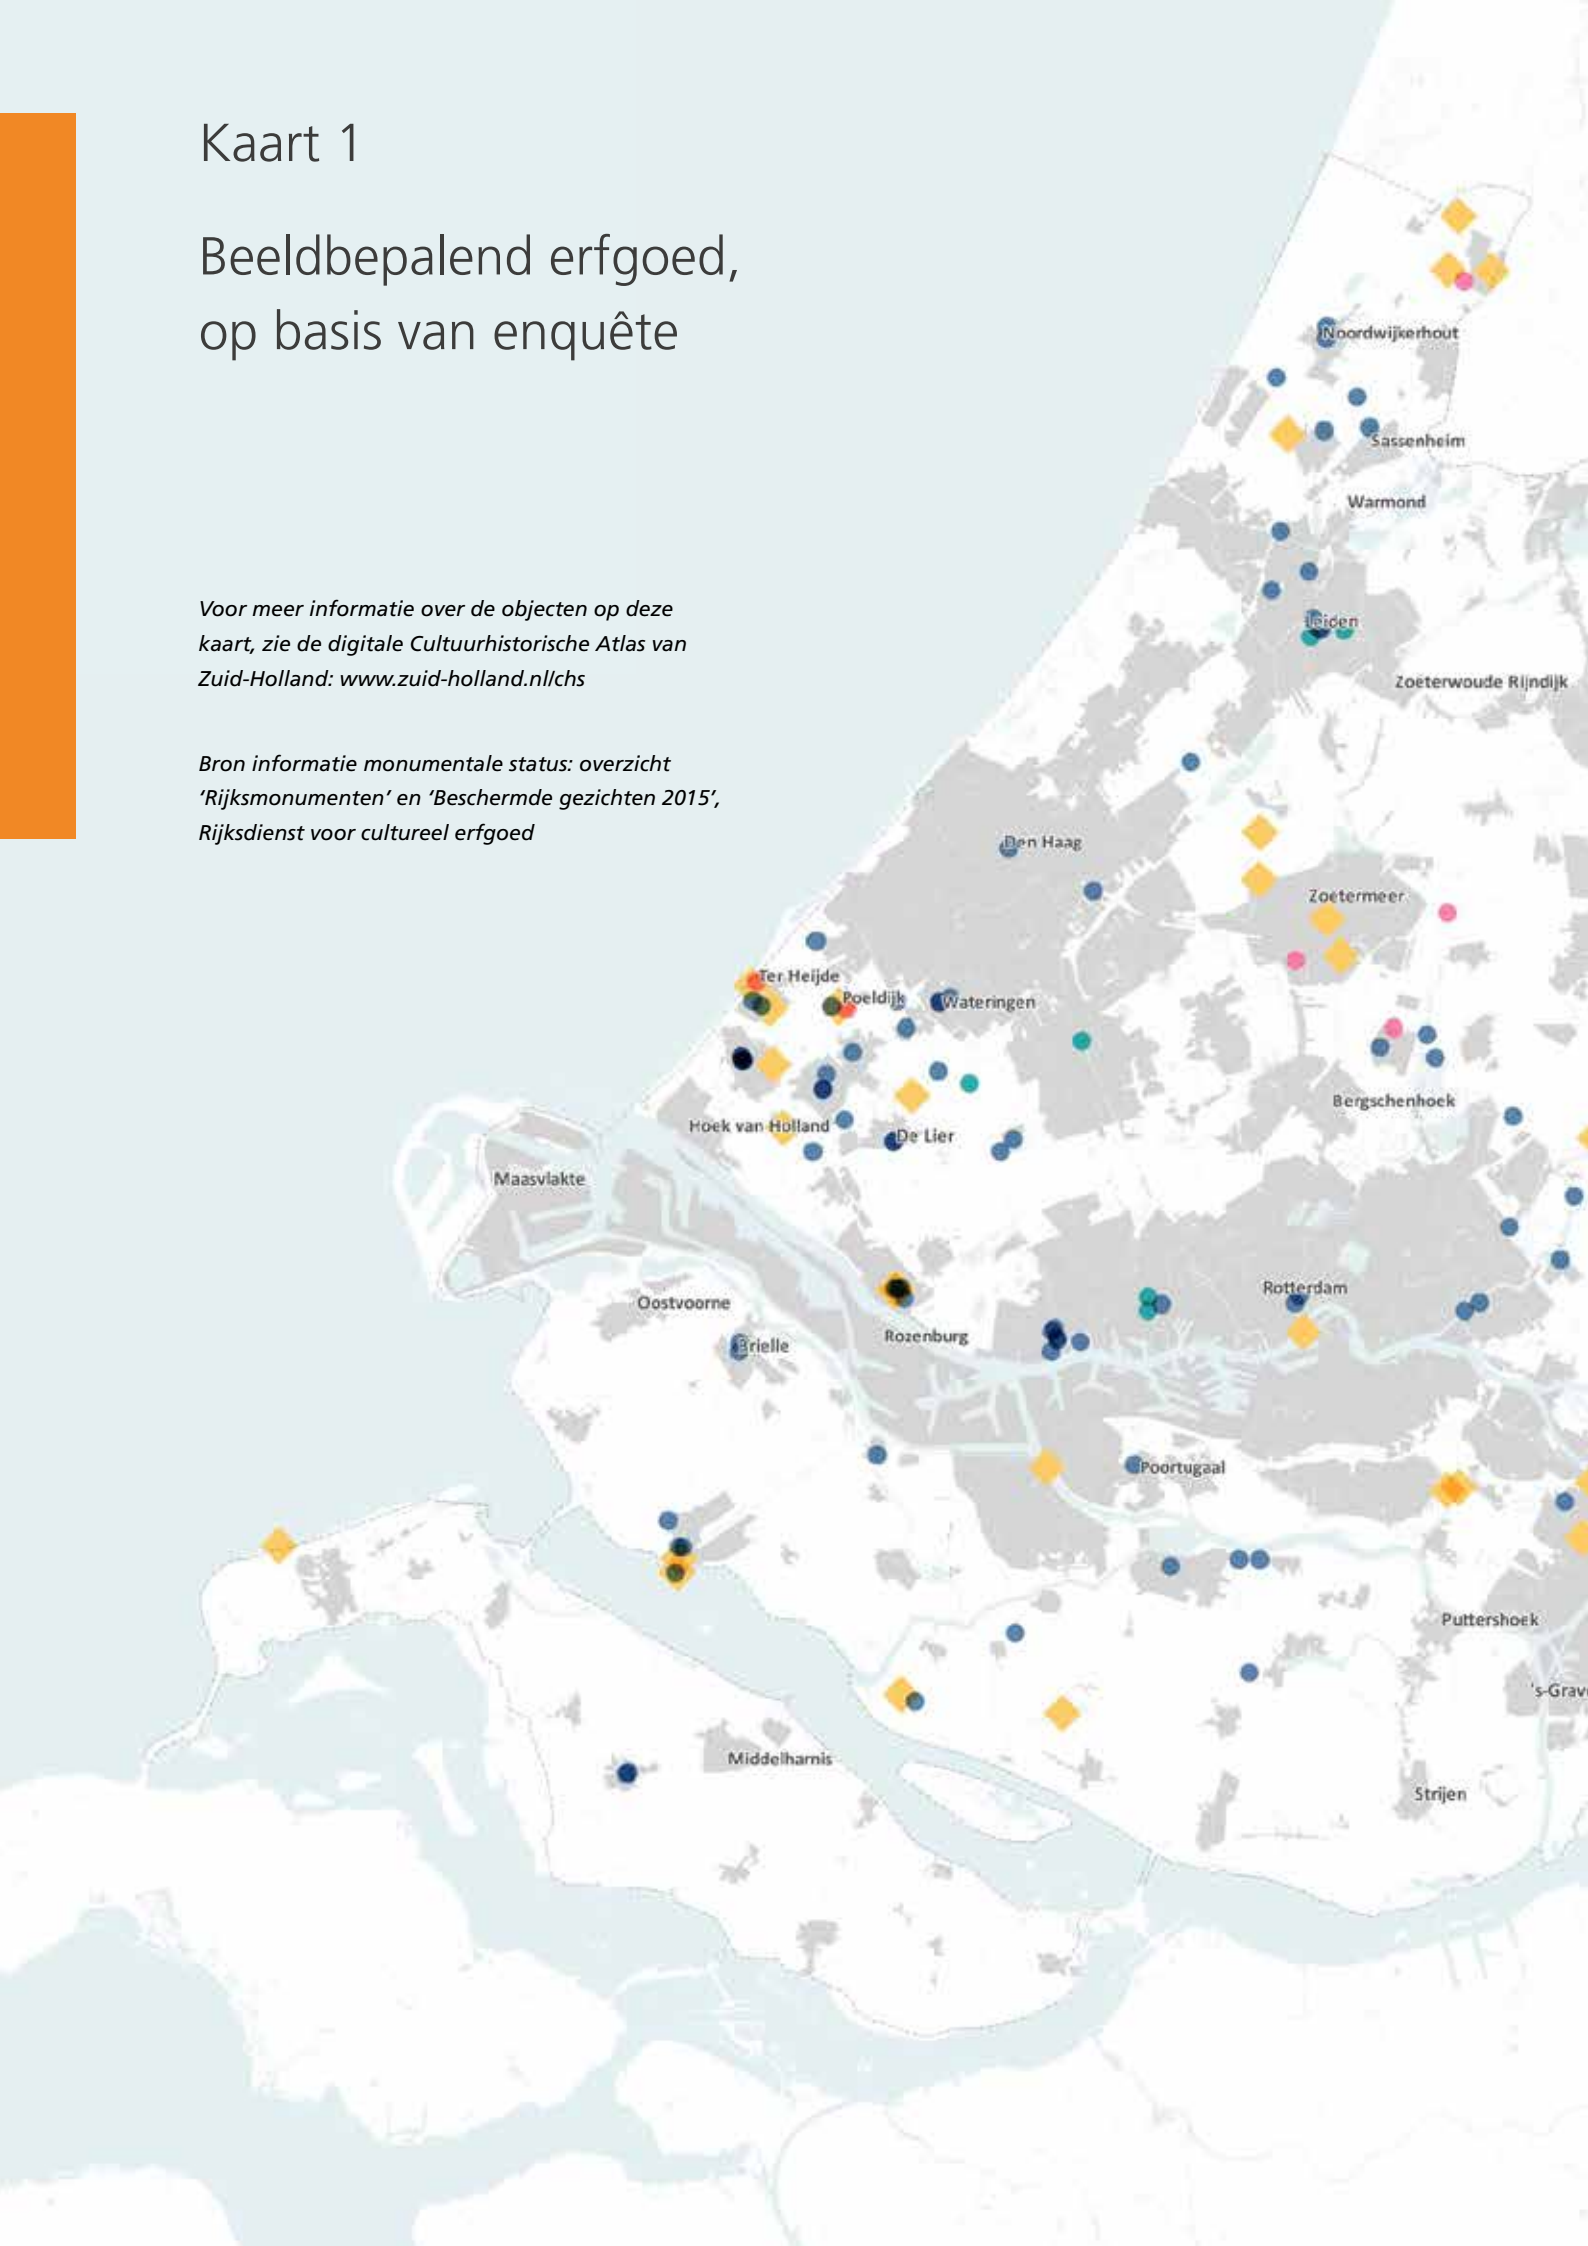 Kaart 1
Beeldbepalend erfgoed,
op basis van enquête
Voor meer informatie over de objecten op deze
kaart, zie de digitale Cultuurhistorische Atlas van
Zuid-Holland: www.zuid-holland.nl/chs
Bron informatie monumentale status: overzicht
‘Rijksmonumenten’ en ‘Beschermde gezichten 2015’,
Rijksdienst voor cultureel erfgoed
Noordwijkerhout
Sassenheim
Warmond
Leiden
Zoeterwoude Rijndijk
Den Haag
Zoetermeer
Ter Heijde
Poeldijk
Wateringen
Bergschenhoek
Hoek van Holland
De Lier
Maasvlakte
Rotterdam
Oostvoorne
Rozenburg
Brielle
Poortugaal
Puttershoek
's-Grav
Middelharnis
Strijen